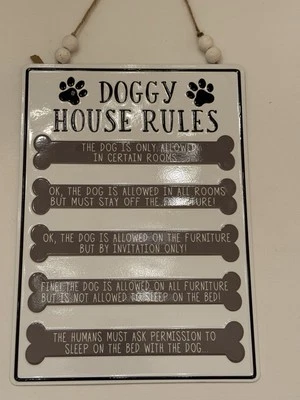 DOGGY
HOUSE RULES
THE DOG IS ONLY ALLOWED
IN CERTAIN ROOMS...
OK, THE DOG IS ALLOWED IN ALL ROOMS
BUT MUST STAY OFF THE FURNITURE!
OK, THE DOG IS ALLOWED ON THE FURNITURE
BUT BY INVITATION ONLY!
FINE! THE DOG IS ALLOWED ON ALL FURNITURE
BUT IS NOT ALLOWED TO SLEEP ON THE BED!
THE HUMANS MUST ASK PERMISSION TO
SLEEP ON THE BED WITH THE DOG...